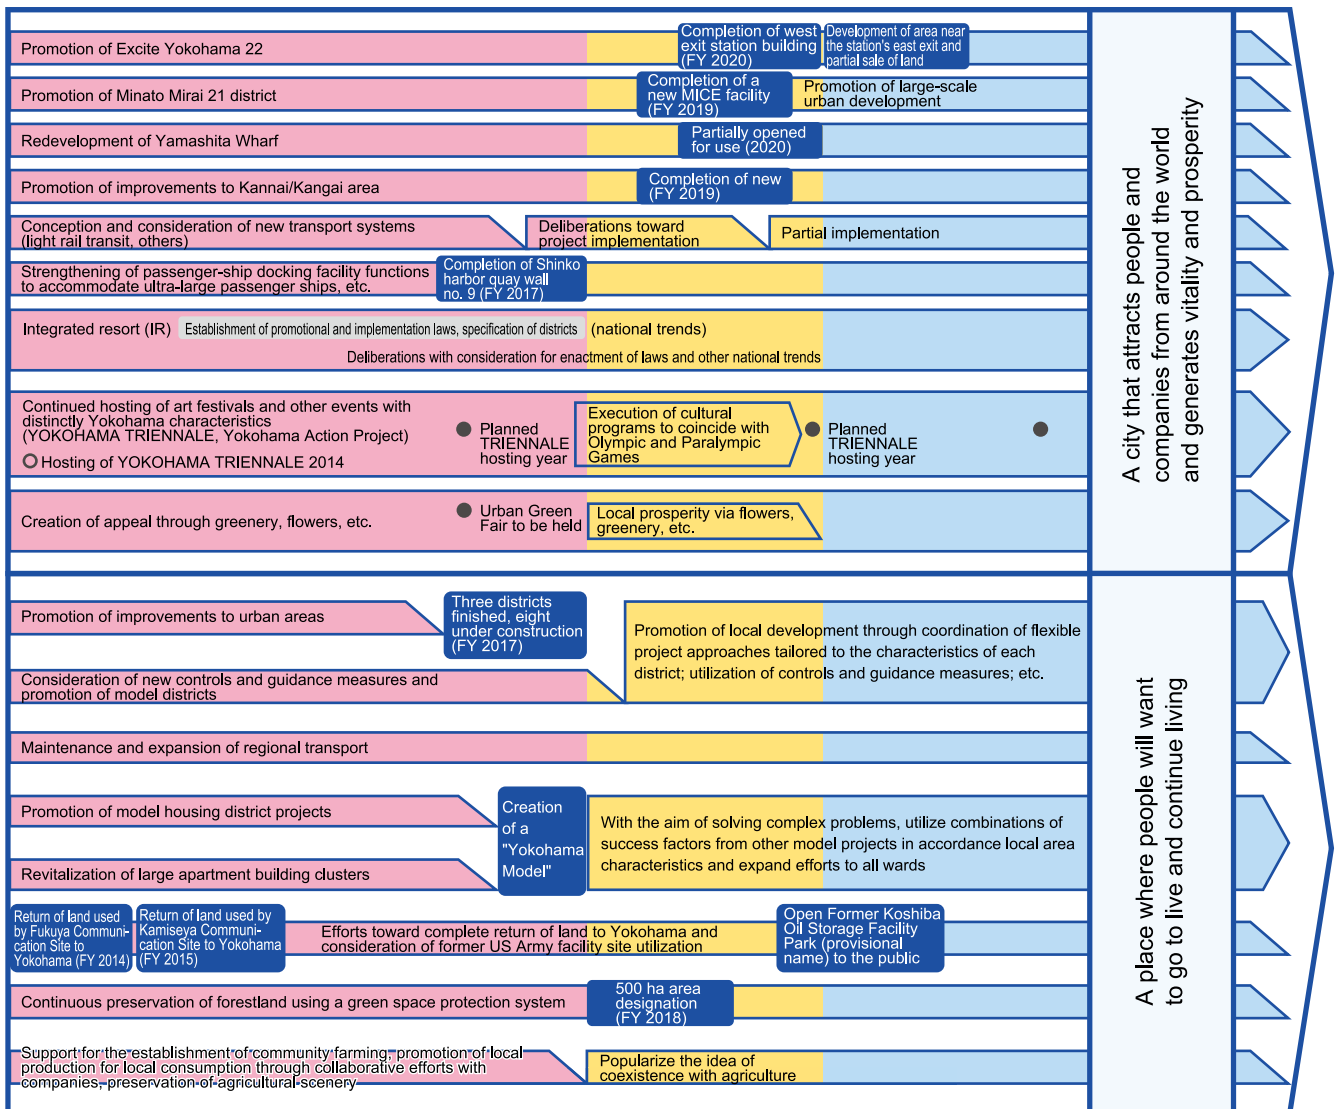 Promotion of Excite Yokohama 22
Completion of west
exit station building
(FY 2020)
Development of area near
the station's east exit and
partial sale of land
Promotion of Minato Mirai 21 district
Completion of a
new MICE facility
(FY 2019)
Promotion of large-scale
urban development
Redevelopment of Yamashita Wharf
Partially opened
for use (2020)
Promotion of improvements to Kannai/Kangai area
Completion of new
(FY 2019)
Conception and consideration of new transport systems
(light rail transit, others)
Deliberations toward
project implementation
Partial implementation
Strengthening of passenger-ship docking facility functions
to accommodate ultra-large passenger ships, etc.
Completion of Shinko
harbor quay wall
no. 9 (FY 2017)
Integrated resort (IR)
Establishment of promotional and implementation laws, specification of districts
(national trends)
Deliberations with consideration for enactment of laws and other national trends
Continued hosting of art festivals and other events with
distinctly Yokohama characteristics
(YOKOHAMA TRIENNALE, Yokohama Action Project)
Hosting of YOKOHAMA TRIENNALE 2014
Planned
TRIENNALE
hosting year
Execution of cultural
programs to coincide with
Olympic and Paralympic
Games
Planned
TRIENNALE
hosting year
Creation of appeal through greenery, flowers, etc.
Urban Green
Fair to be held
Local prosperity via flowers,
greenery, etc.
A city that attracts people and
companies from around the world
and generates vitality and prosperity
Promotion of improvements to urban areas
Three districts
finished, eight
under construction
(FY 2017)
Consideration of new controls and guidance measures and
promotion of model districts
Promotion of local development through coordination of flexible
project approaches tailored to the characteristics of each
district; utilization of controls and guidance measures; etc.
Maintenance and expansion of regional transport
Promotion of model housing district projects
Revitalization of large apartment building clusters
Creation
of a
"Yokohama
Model"
With the aim of solving complex problems, utilize combinations of
success factors from other model projects in accordance local area
characteristics and expand efforts to all wards
Return of land used
by Fukuya Communi-
cation Site to
Yokohama (FY 2014)
Return of land used by
Kamiseya Communi-
cation Site to Yokohama
(FY 2015)
Efforts toward complete return of land to Yokohama and
consideration of former US Army facility site utilization
Open Former Koshiba
Oil Storage Facility
Park (provisional
name) to the public
Continuous preservation of forestland using a green space protection system
500 ha area
designation
(FY 2018)
Support for the establishment of community farming, promotion of local
production for local consumption through collaborative efforts with
companies, preservation of agricultural scenery
Popularize the idea of
coexistence with agriculture
A place where people will want
to go to live and continue living